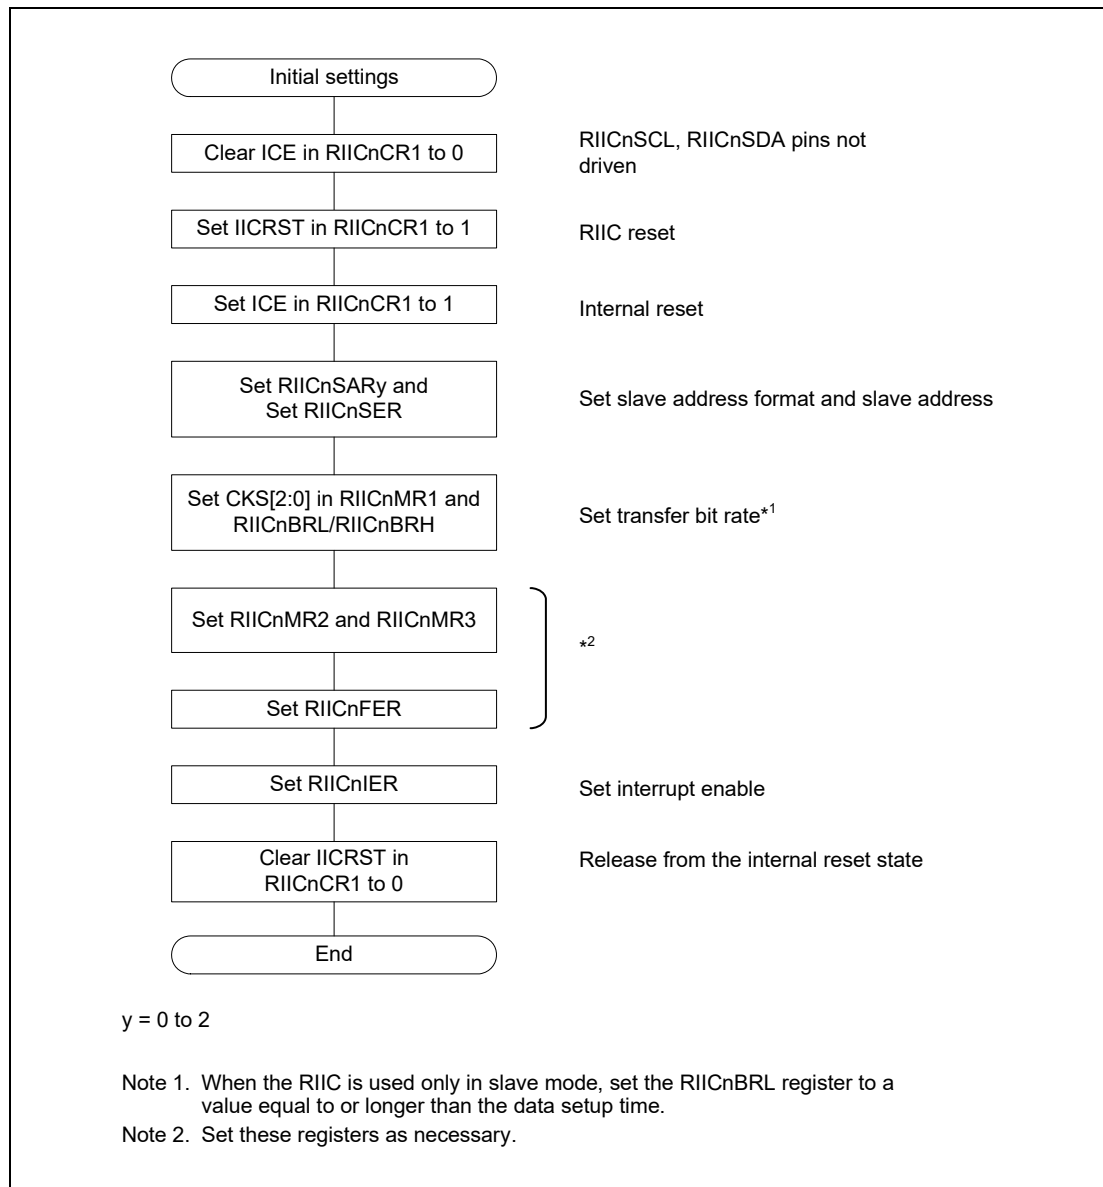 Initial settings
Clear ICE in RIICnCR1 to 0
RIICnSCL, RIICnSDA pins not
driven
Set IICRST in RIICnCR1 to 1
RIIC reset
Set ICE in RIICnCR1 to 1
Internal reset
Set RIICnSARy and
Set RIICnSER
Set slave address format and slave address
Set CKS[2:0] in RIICnMR1 and
RIICnBRL/RIICnBRH
Set transfer bit rate*1
Set RIICnMR2 and RIICnMR3
*2
Set RIICnFER
Set RIICnIER
Set interrupt enable
Clear IICRST in
RIICnCR1 to 0
Release from the internal reset state
End
y = 0 to 2
Note 1. When the RIIC is used only in slave mode, set the RIICnBRL register to a
value equal to or longer than the data setup time.
Note 2. Set these registers as necessary.